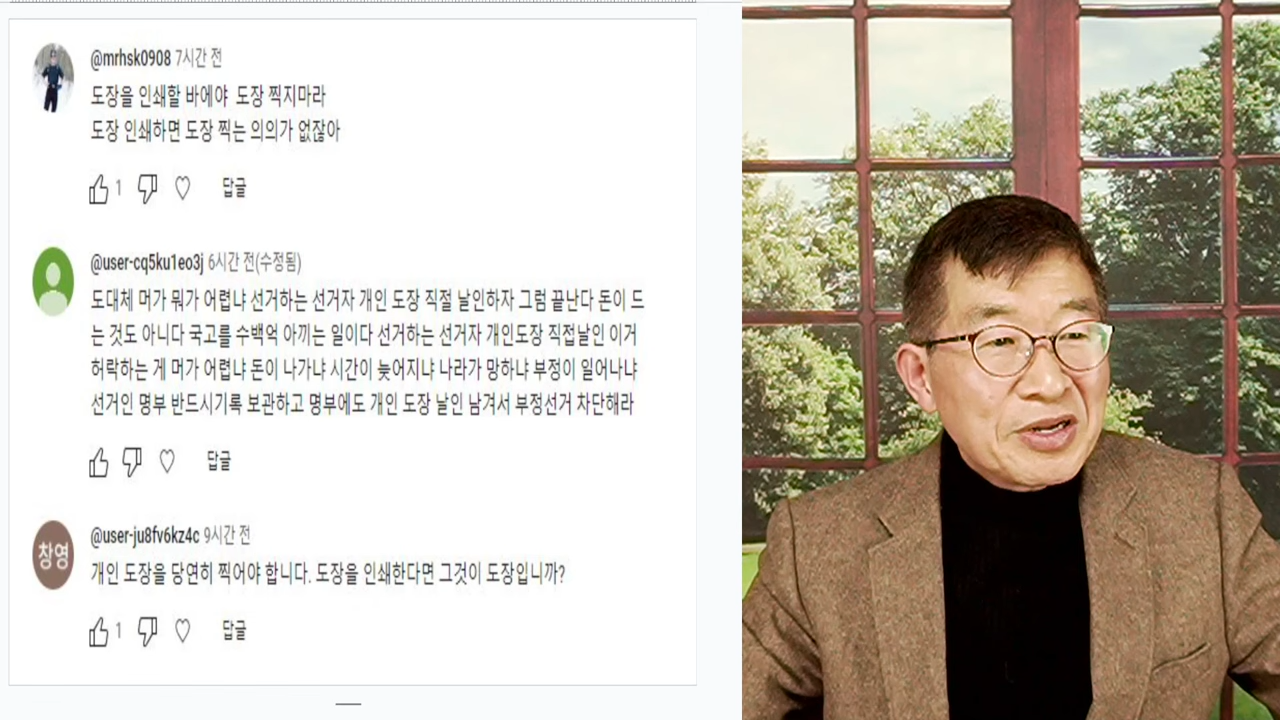 @mrhsk0908 7시간 전
도장을 인쇄할 바에야 도장 찍지마라
도장 인쇄하면 도장 찍는 의의가 없잖아
1 답글
@user-cq5ku1eo3j 6시간 전(수정됨)
도대체 머가 뭐가 어렵냐 선거하는 선거자 개인 도장 직절 날인하자 그럼 끝난다 돈이 드
는 것도 아니다 국고를 수백억 아끼는 일이다 선거하는 선거자 개인도장 직접날인 이거
허락하는 게 머가 어렵냐 돈이 나가냐 시간이 늦어지냐 나라가 망하냐 부정이 일어나냐
선거인 명부 반드시기록 보관하고 명부에도 개인 도장 날인 남겨서 부정선거 차단해라
답글
창영
@user-ju8fv6kz4c 9시간 전
개인 도장을 당연히 찍어야 합니다. 도장을 인쇄한다면 그것이 도장입니까?
1 답글